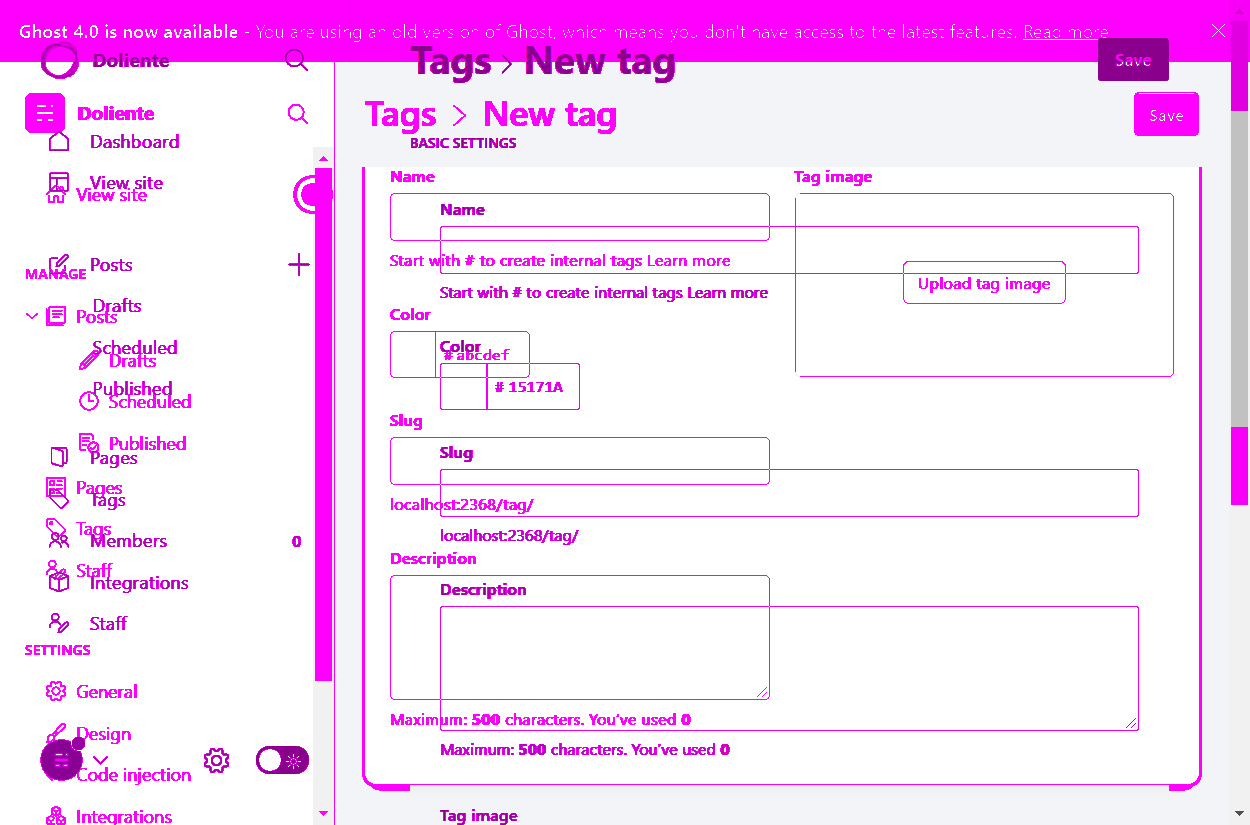 Ghost 4.0 is now available - You are using an old version of Ghost, which means you don't have access to the latest features. Read more
Doliente
Tags > New tag
Save
Doliente
Tags > New tag
Save
Dashboard
BASIC SETTINGS
View site
View site
Name
Tag image
Name
Posts
MANAGE
Start with # to create internal tags Learn more
Upload tag image
Start with # to create internal tags Learn more
Drafts
Posts
Color
Scheduled
Drafts
Color
# abcdef
Published
Scheduled
# 15171A
Slug
Published
Pages
Slug
Pages
Tags
localhost:2368/tag/
Tags
Members 0
localhost:2368/tag/
Staff
Integrations
Description
Description
Staff
SETTINGS
General
Maximum: 500 characters. You've used 0
Design
Maximum: 500 characters. You've used 0
Code injection
Integrations
Tag image